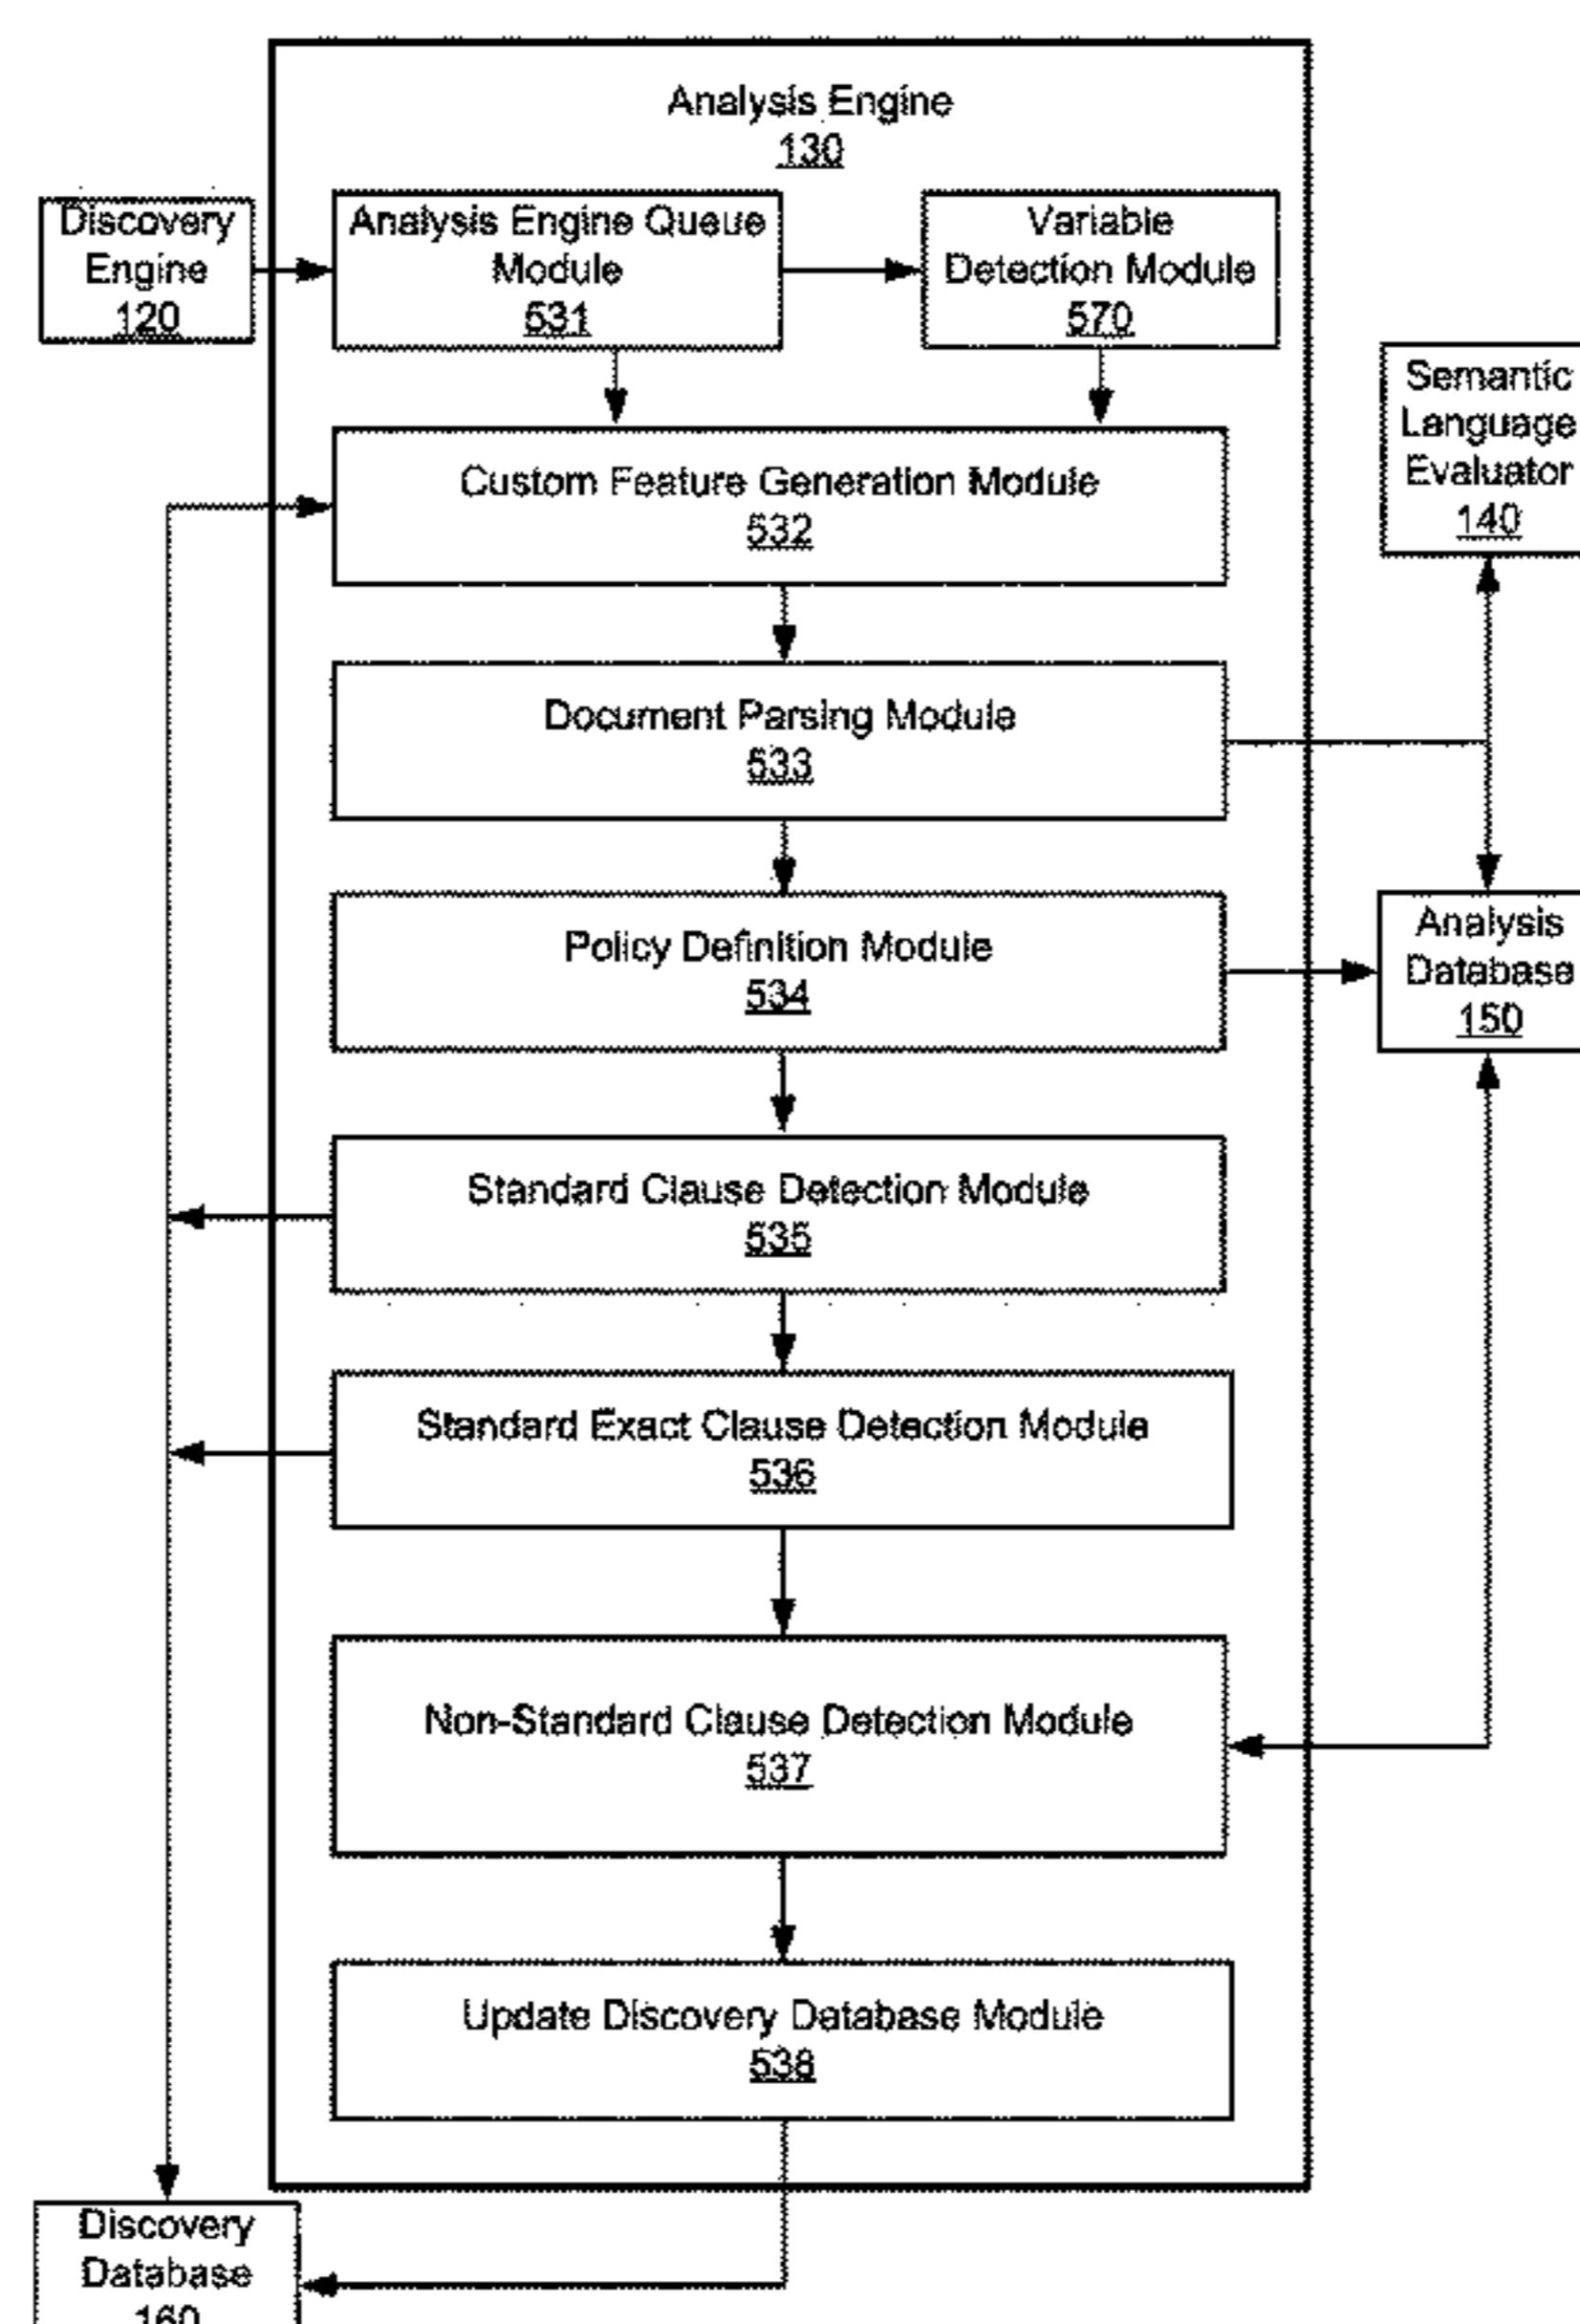 Analysis Engine
130
Discovery
Engine
120
Analysis Engine Queue
Module
531
Variable
Detection Module
570
Semantic
Language
Evaluator
140
Custom Feature Generation Module
532
Document Parsing Module
533
Policy Definition Module
534
Analysis
Database
150
Standard Clause Detection Module
535
Standard Exact Clause Detection Module
536
Non-Standard Clause Detection Module
537
Update Discovery Database Module
538
Discovery
Database
160